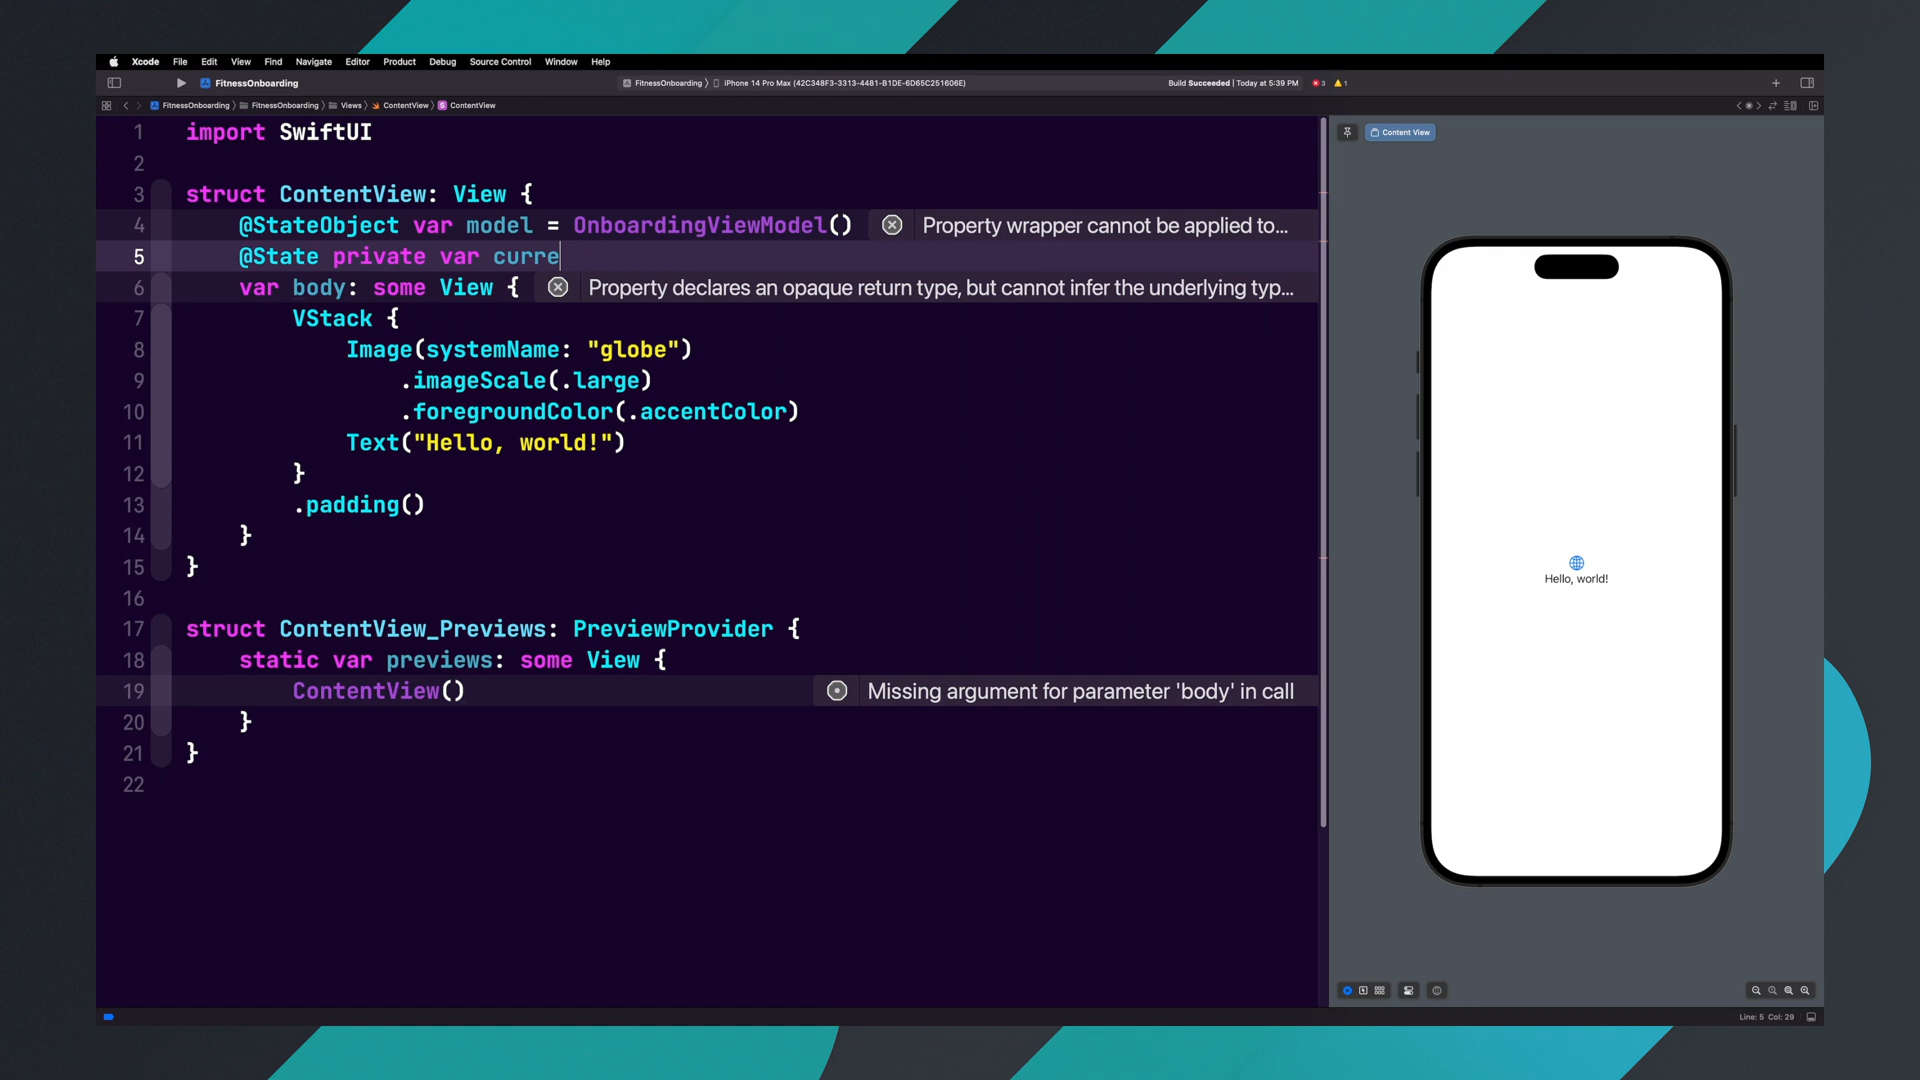 Xcode File Edit View Find Navigate Editor Product Debug Source Control Window Help
FitnessOnboarding
FitnessOnboarding 〉 iPhone 14 Pro Max (42C348F3-3313-4481-B1DE-6D65C251606E)
Build Succeeded | Today at 5:39 PM 3 1
FitnessOnboarding 〉 FitnessOnboarding 〉 Views 〉 ContentView 〉 S ContentView
1 import SwiftUI
2
3 struct ContentView: View {
4 @StateObject var model = OnboardingViewModel() Property wrapper cannot be applied to...
5 @State private var curre
6 var body: some View { Property declares an opaque return type, but cannot infer the underlying typ...
7 VStack {
8 Image(systemName: "globe")
9 .imageScale(.large)
10 .foregroundColor(.accentColor)
11 Text("Hello, world!")
12 }
13 .padding()
14 }
15 }
16
17 struct ContentView_Previews: PreviewProvider {
18 static var previews: some View {
19 ContentView() Missing argument for parameter 'body' in call
20 }
21 }
22
Content View
Hello, world!
Line: 5 Col: 29